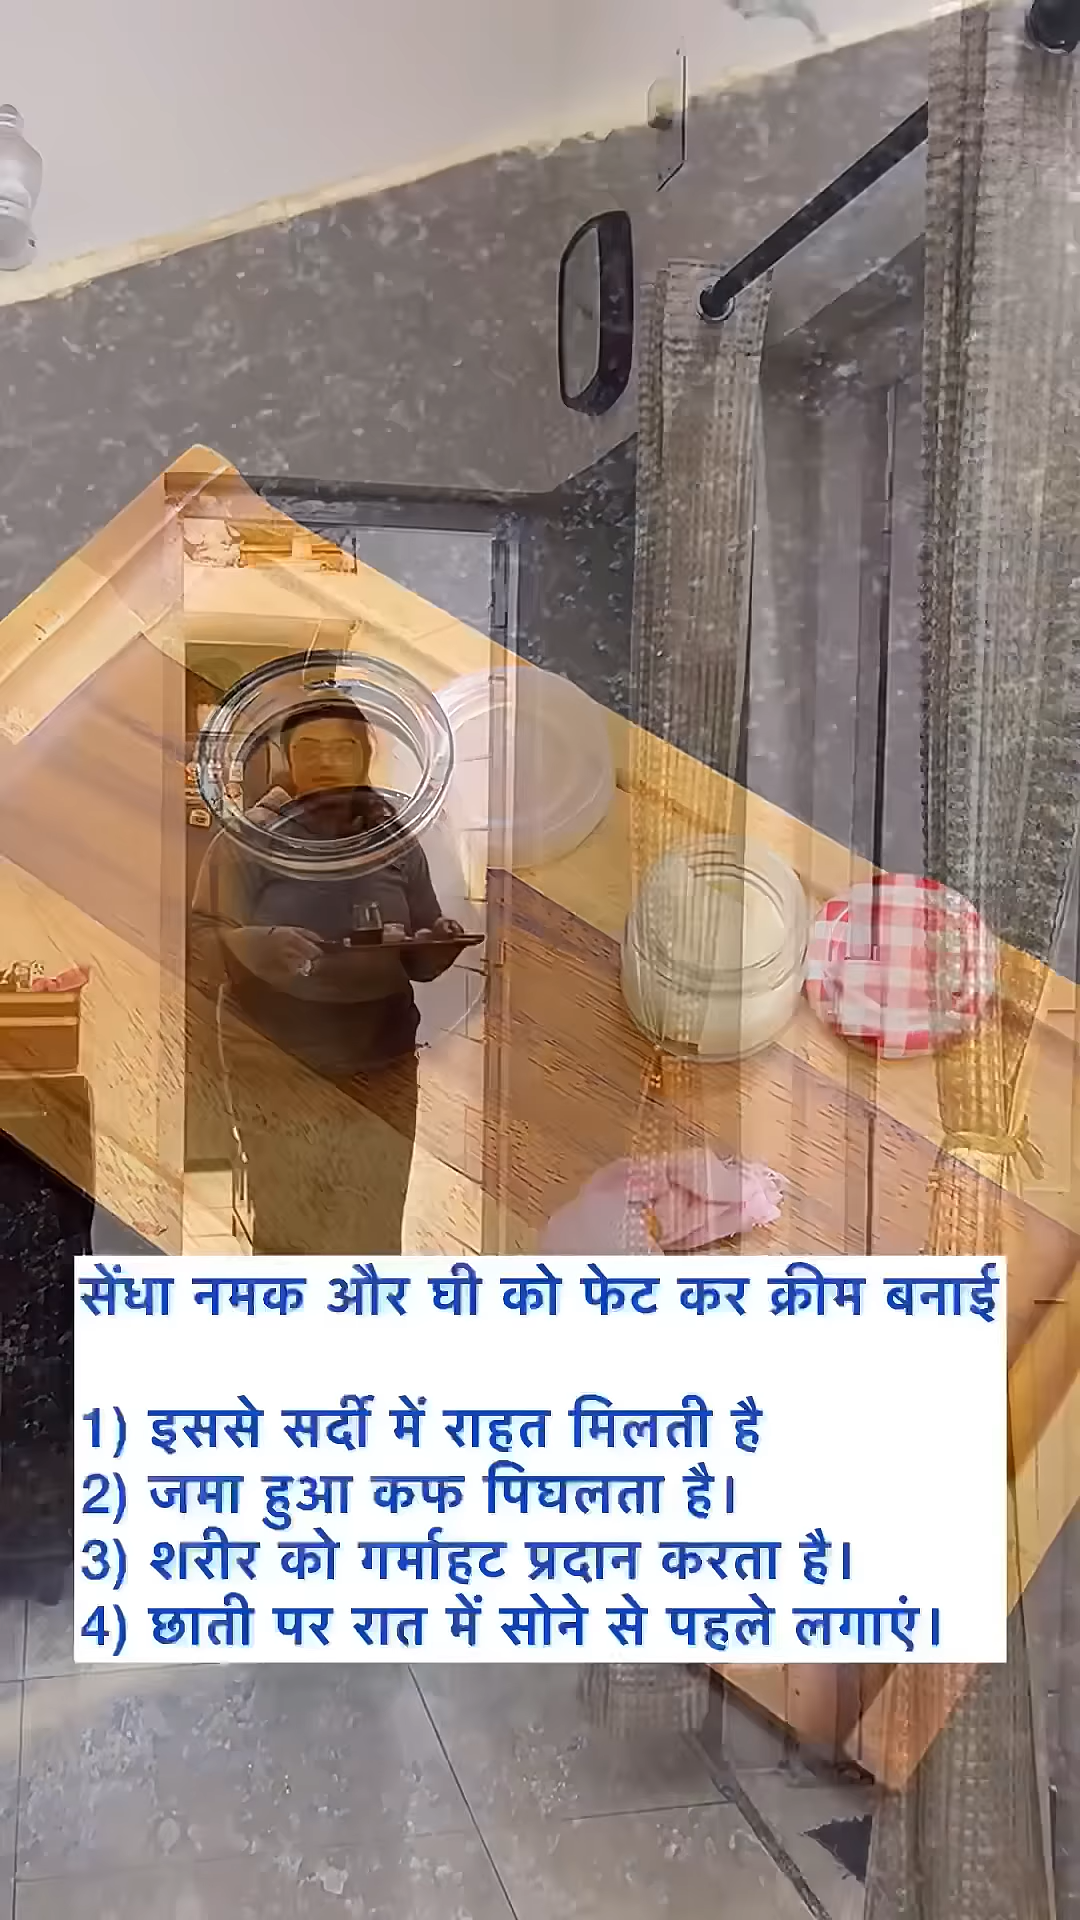 सेंधा नमक और घी को फेट कर क्रीम बनाई
1) इससे सर्दी में राहत मिलती है
2) जमा हुआ कफ पिघलता है।
3) शरीर को गर्माहट प्रदान करता है।
4) छाती पर रात में सोने से पहले लगाएं।